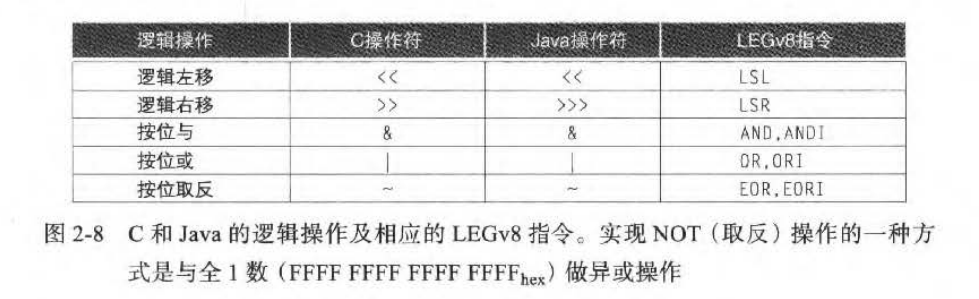 逻辑操作 C操作符 Java操作符 LEGv8指令
逻辑左移 << << LSL
逻辑右移 >> >>> LSR
按位与 & & AND,ANDI
按位或 | | OR,ORI
按位取反 ~ ~ EOR,EORI
图 2-8 C 和 Java 的逻辑操作及相应的 LEGv8 指令。实现 NOT（取反）操作的一种方
式是与全 1 数（FFFF FFFF FFFF FFFFhex）做异或操作